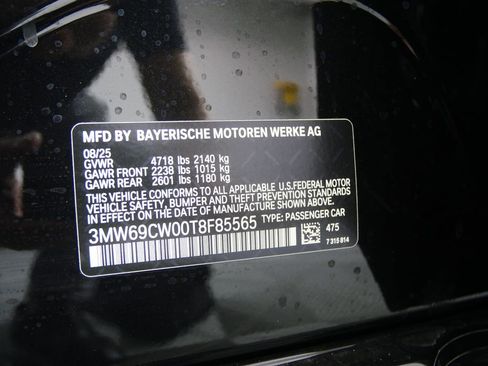 MFD BY BAYERISCHE MOTOREN WERKE AG
08/25
GVWR 4718 lbs 2140 kg
GAWR FRONT 2238 lbs 1015 kg
GAWR REAR 2601 lbs 1180 kg
THIS VEHICLE CONFORMS TO ALL APPLICABLE U.S.FEDERAL MOTOR
VEHICLE SAFETY, BUMPER AND THEFT PREVENTION STANDARDS
IN EFFECT ON THE DATE OF MANUFACTURE SHOWN ABOVE.
3MW69CW00T8F85565 TYPE: PASSENGER CAR
475
7 315 814